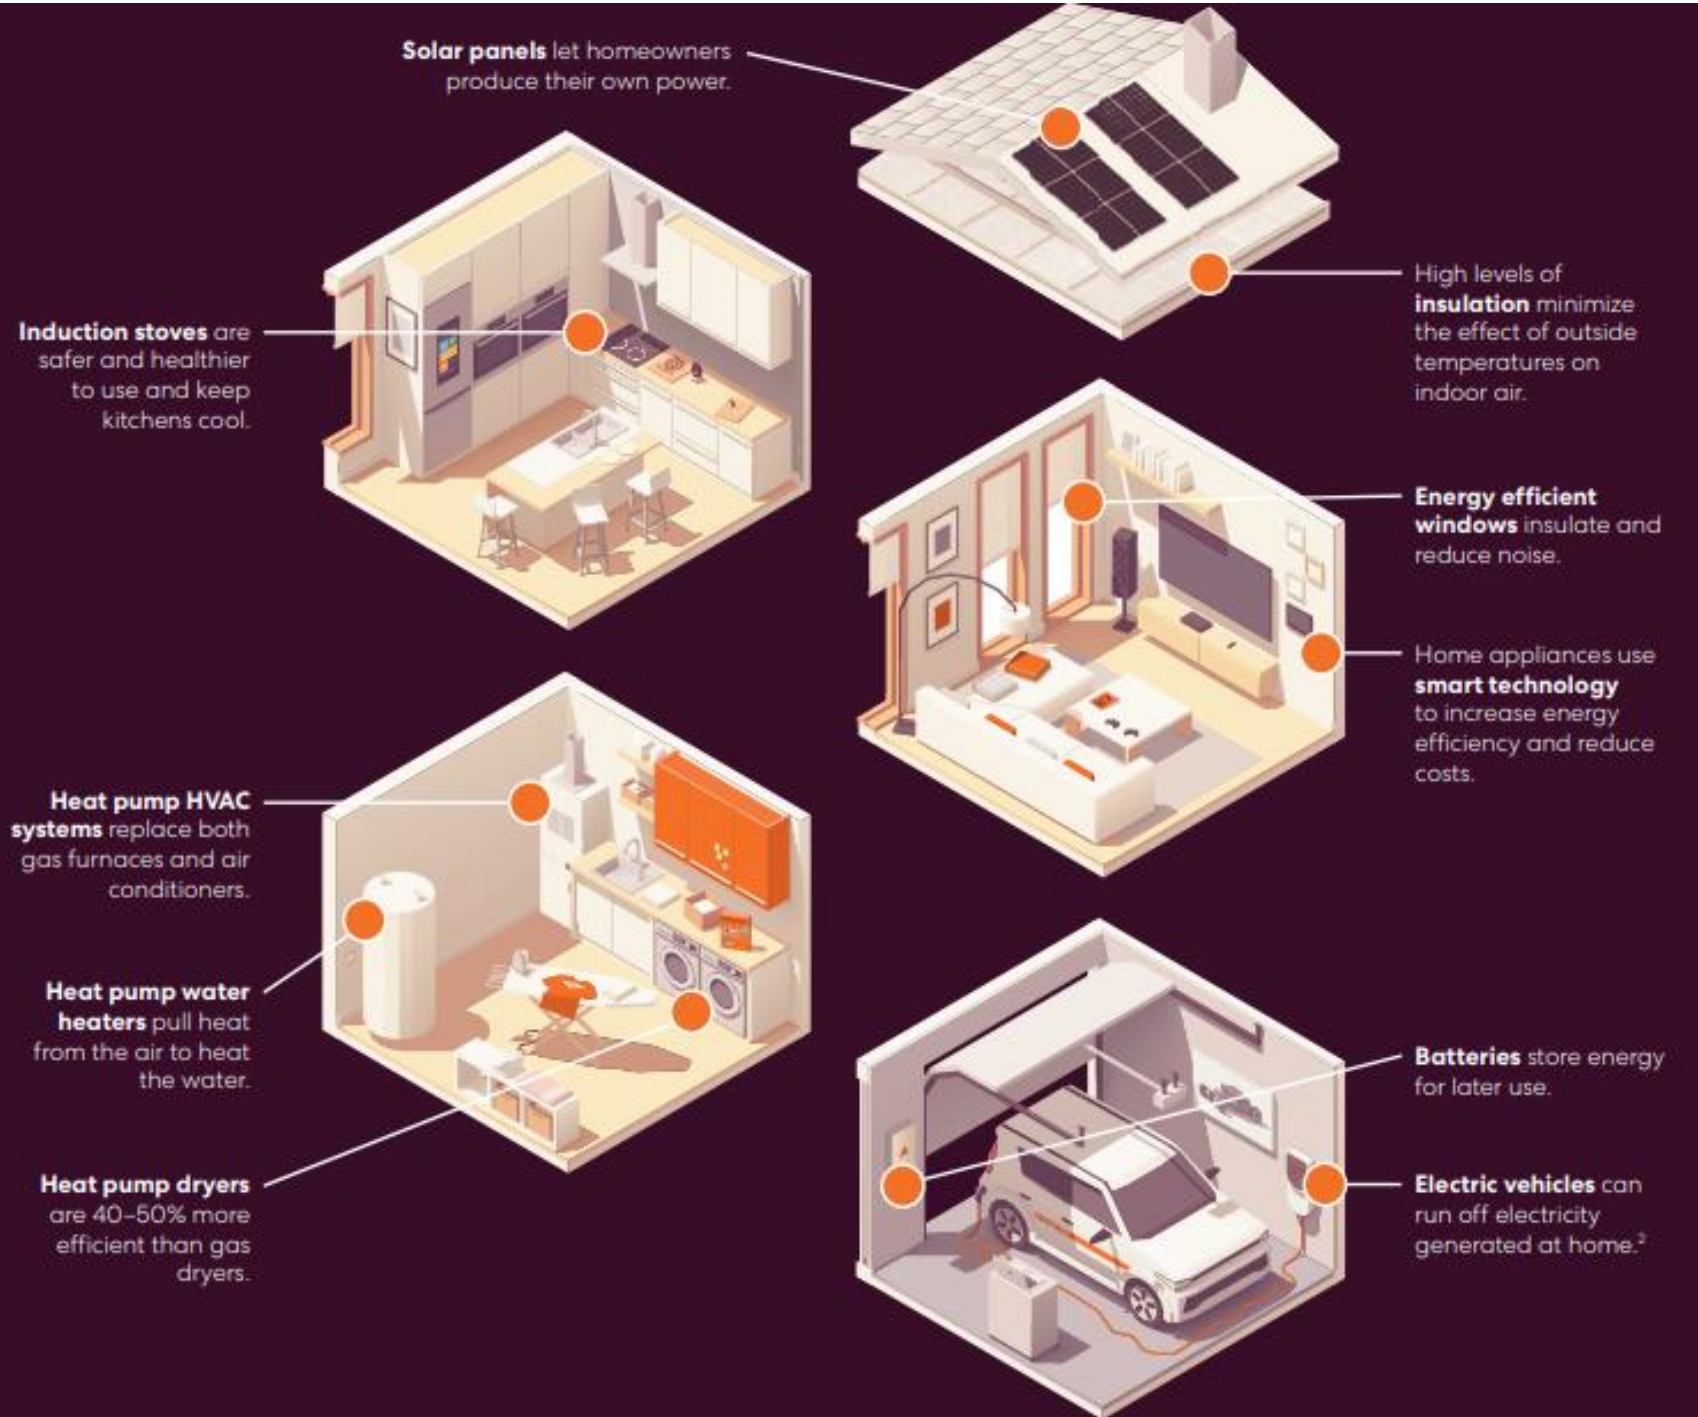 Solar panels let homeowners
produce their own power.
High levels of
insulation minimize
the effect of outside
temperatures on
indoor air.
Induction stoves are
safer and healthier
to use and keep
kitchens cool.
Energy efficient
windows insulate and
reduce noise.
Home appliances use
smart technology
to increase energy
efficiency and reduce
costs.
Heat pump HVAC
systems replace both
gas furnaces and air
conditioners.
Heat pump water
heaters pull heat
from the air to heat
the water.
Heat pump dryers
are 40–50% more
efficient than gas
dryers.
Batteries store energy
for later use.
Electric vehicles can
run off electricity
generated at home.²